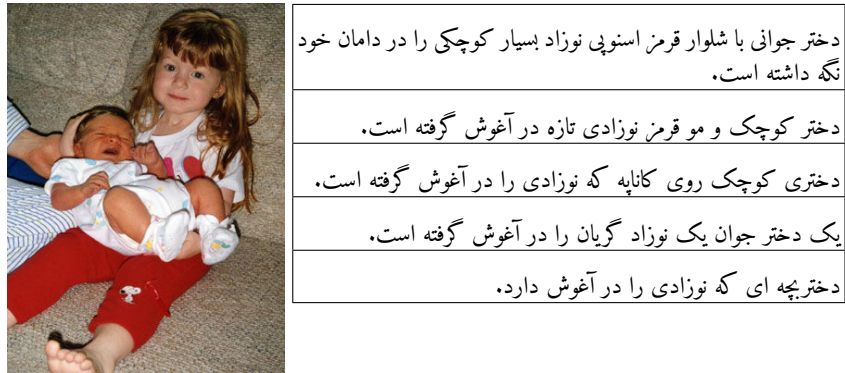 دختر جوانی با شلوار قرمز اسنوپی نوزاد بسیار کوچکی را در دامان خود
نگه داشته است.
دختر کوچک و مو قرمز نوزادی تازه در آغوش گرفته است.
دختری کوچک روی کاناپه که نوزادی را در آغوش گرفته است.
یک دختر جوان یک نوزاد گریان را در آغوش گرفته است.
دختربچه ای که نوزادی را در آغوش دارد.